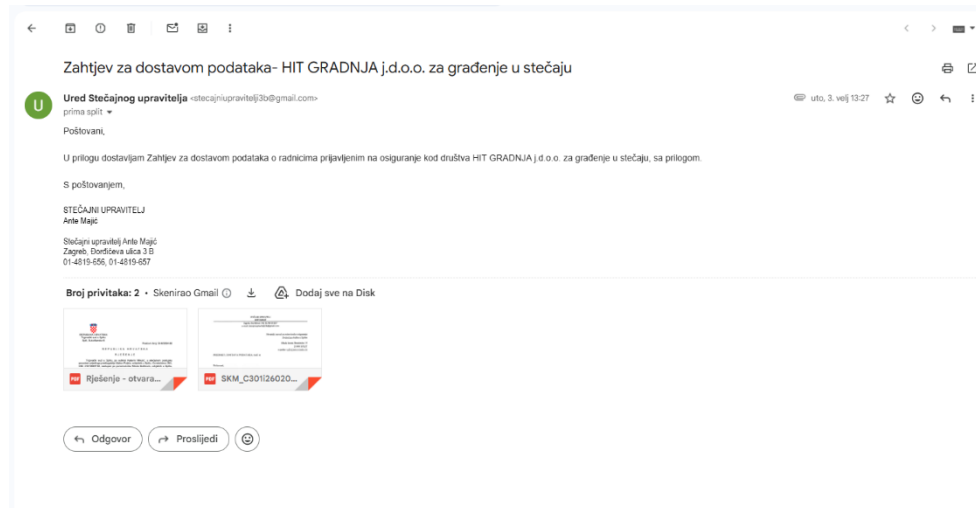 Zahtjev za dostavom podataka- HIT GRADNJA j.d.o.o. za građenje u stečaju
U
Ured Stečajnog upravitelja <stecajniupravitelji3b@gmail.com>
uto, 3. velj 13:27
prima split
Poštovani,
U prilogu dostavljam Zahtjev za dostavom podataka o radnicima prijavljenim na osiguranje kod društva HIT GRADNJA j.d.o.o. za građenje u stečaju, sa prilogom.
S poštovanjem,
STEČAJNI UPRAVITELJ
Ante Majić
Stečajni upravitelj Ante Majić
Zagreb, Đorđićeva ulica 3 B
01-4819-656, 01-4819-657
Broj privitaka: 2 • Skenirao Gmail
Dodaj sve na Disk
PDF Rješenje - otvara...
PDF SKM_C301i26020...
Odgovor
Proslijedi